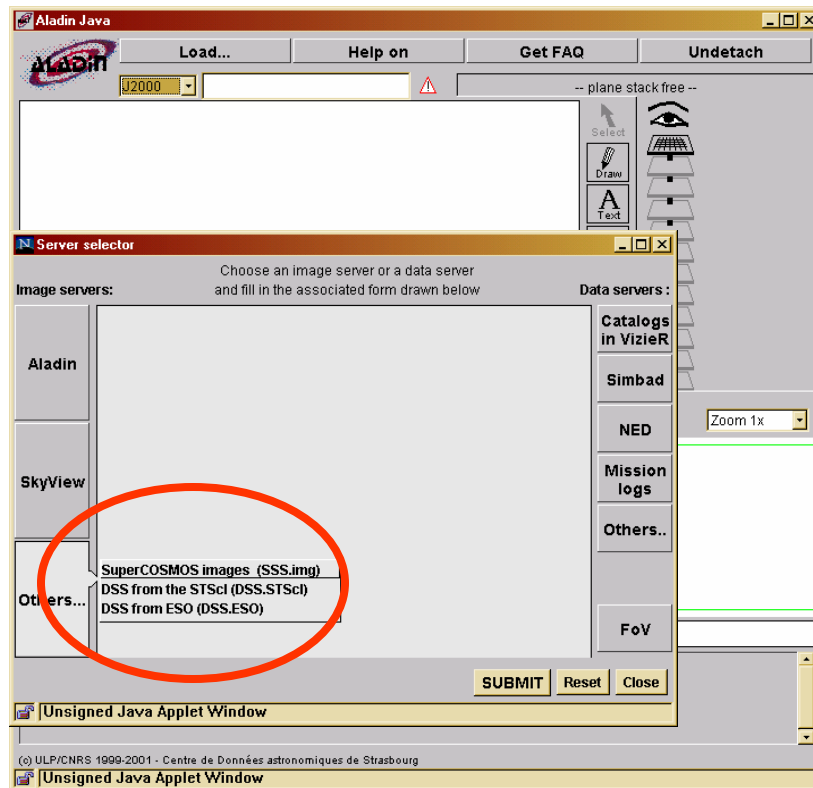 Aladin Java
ALADIN
Load...
Help on
Get FAQ
Undetach
J2000
-- plane stack free --
Select
Draw
A
Text
N Server selector
Choose an image server or a data server
and fill in the associated form drawn below
Image servers:
Data servers :
Aladin
SkyView
Others...
SuperCOSMOS images (SSS.img)
DSS from the STScI (DSS.STScI)
DSS from ESO (DSS.ESO)
Catalogs
in VizieR
Simbad
NED
Mission
logs
Others..
FoV
Zoom 1x
SUBMIT
Reset
Close
Unsigned Java Applet Window
(c) ULP/CNRS 1999-2001 - Centre de Données astronomiques de Strasbourg
Unsigned Java Applet Window